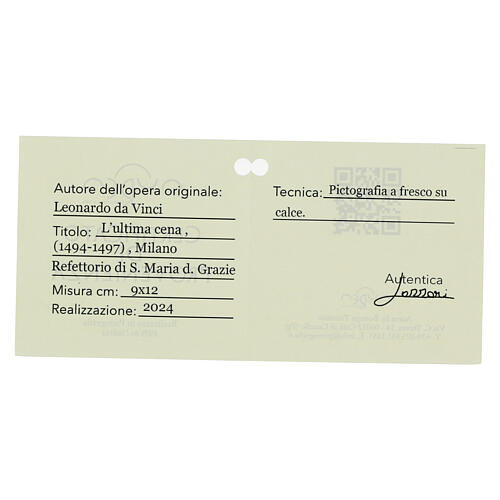 Autore dell'opera originale:
Leonardo da Vinci
Titolo: L'ultima cena ,
(1494-1497) , Milano
Refettorio di S. Maria d. Grazie
Misura cm: 9x12
Realizzazione: 2024
Tecnica: Pictografia a fresco su
calce.
Autentica